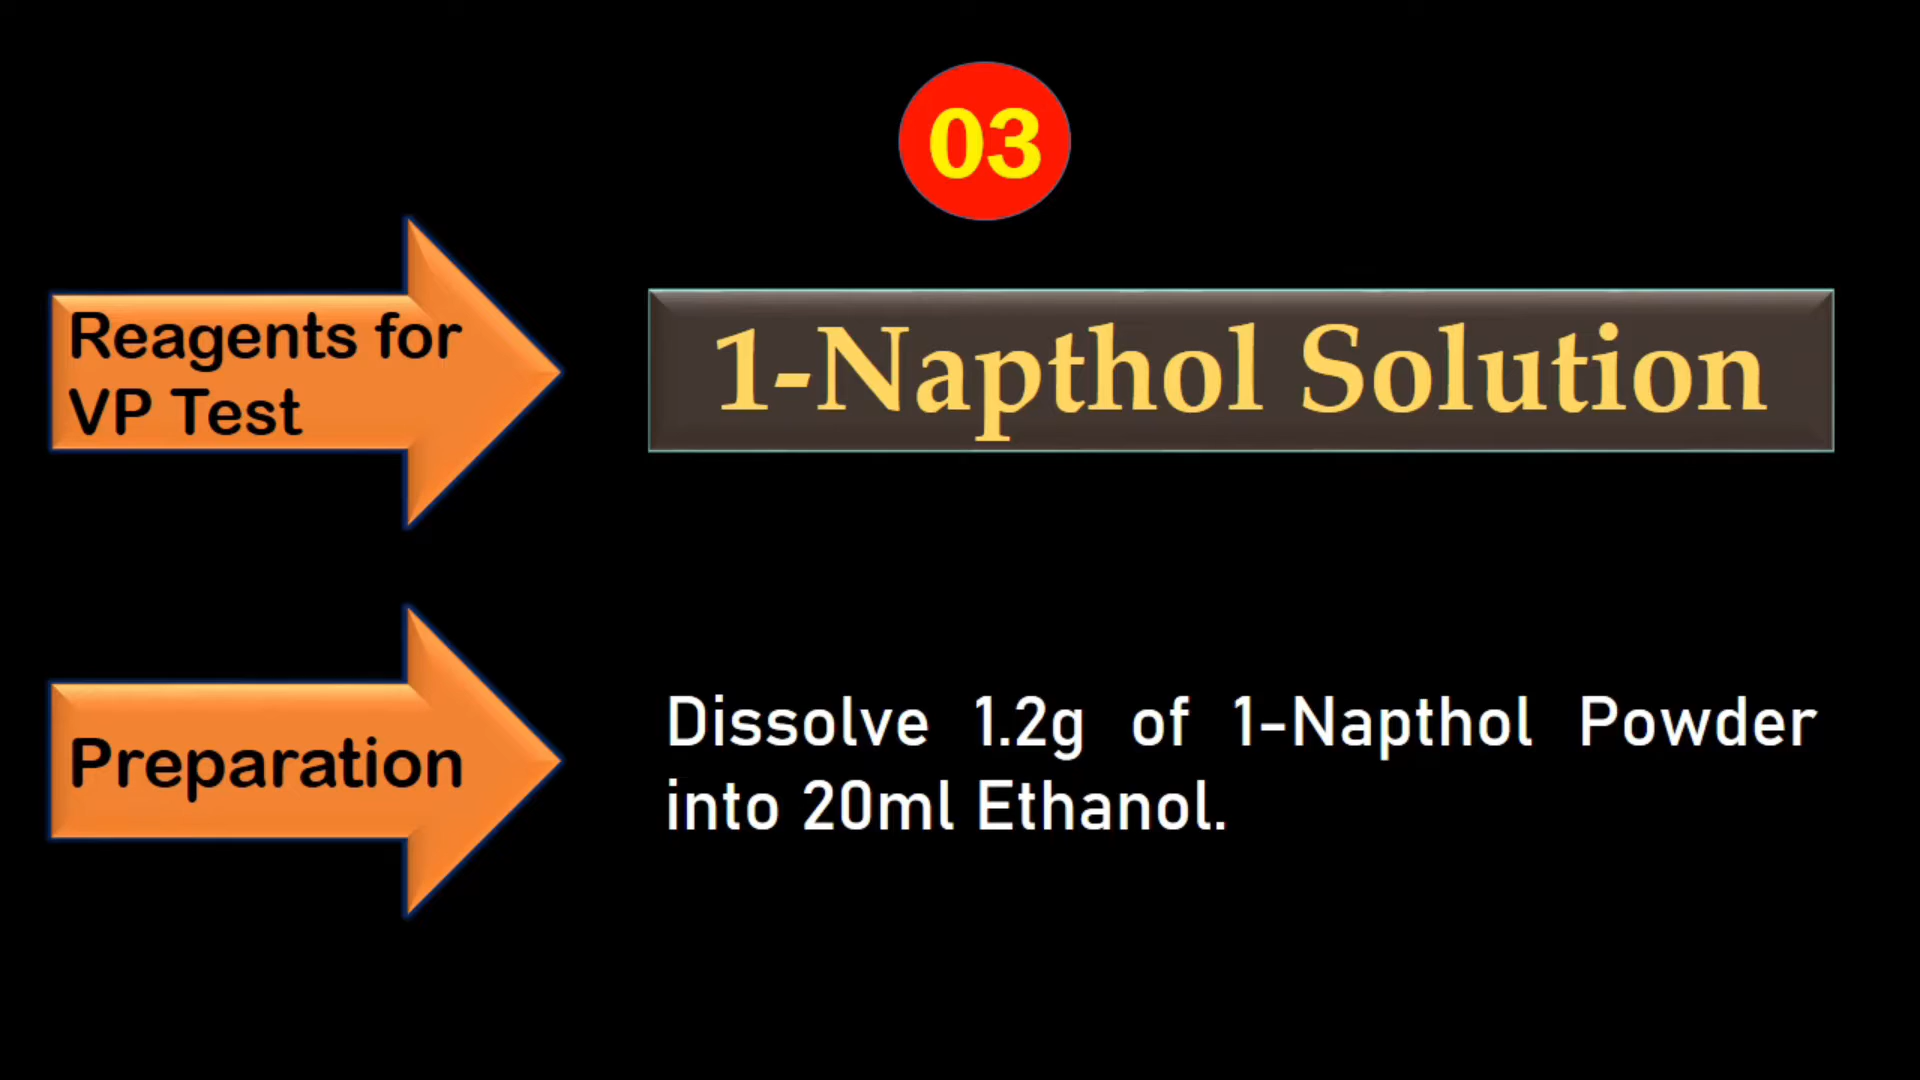 03
Reagents for
VP Test
1-Napthol Solution
Preparation
Dissolve 1.2g of 1-Napthol Powder
into 20ml Ethanol.